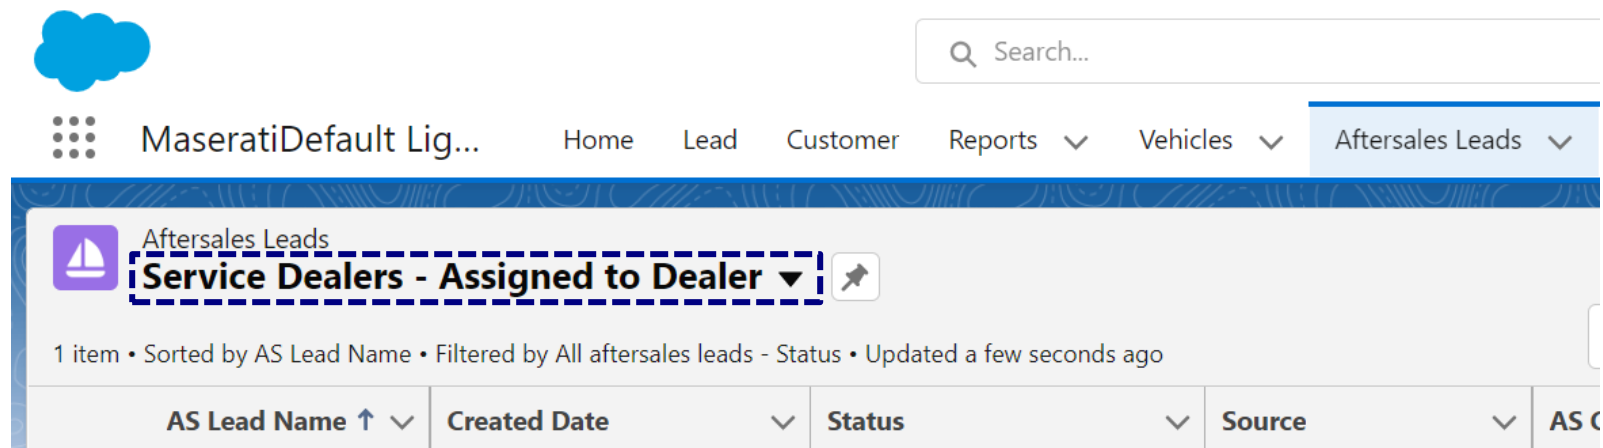 Search...
MaseratiDefault Lig... Home Lead Customer Reports Vehicles Aftersales Leads
Aftersales Leads
Service Dealers - Assigned to Dealer
1 item • Sorted by AS Lead Name • Filtered by All aftersales leads - Status • Updated a few seconds ago
AS Lead Name ↑ Created Date Status Source AS